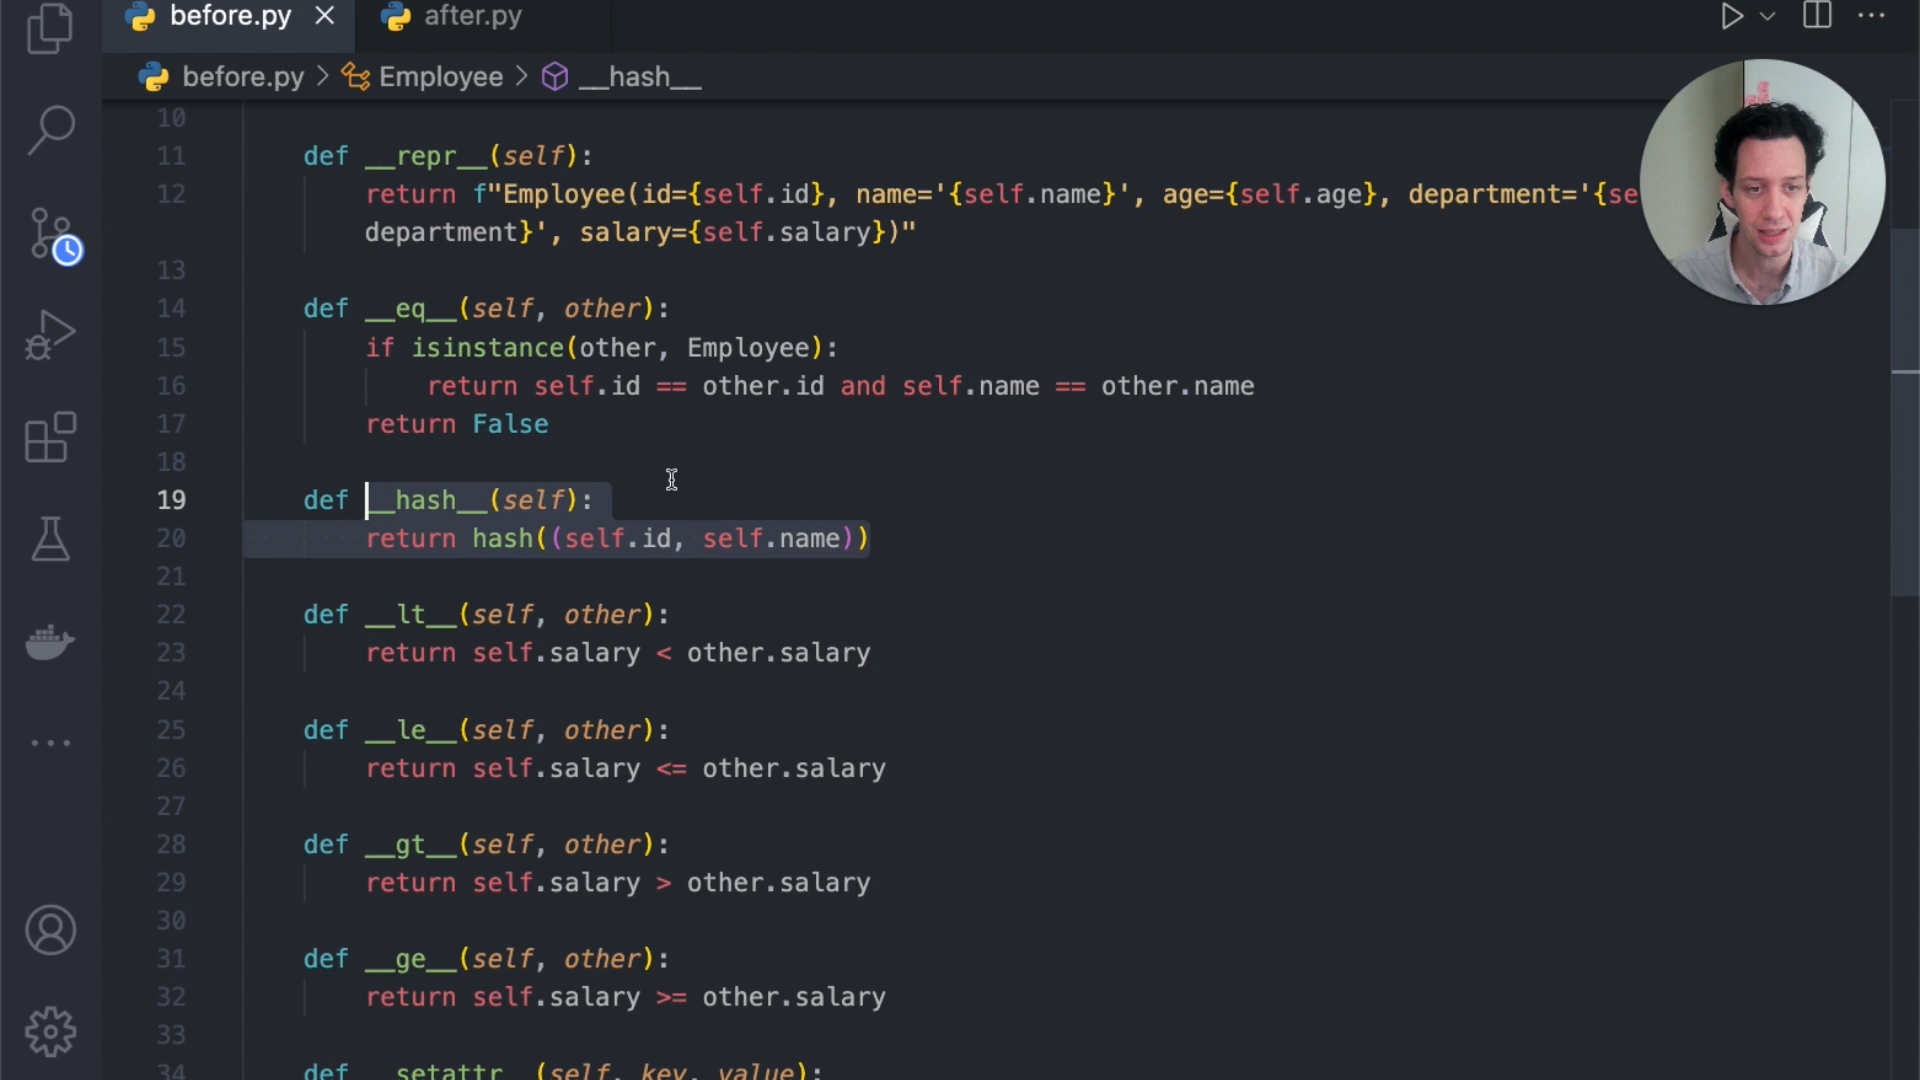 before.py
after.py
before.py > Employee > __hash__
10
11 def __repr__(self):
12 return f"Employee(id={self.id}, name='{self.name}', age={self.age}, department='{se
department}', salary={self.salary})"
13
14 def __eq__(self, other):
15 if isinstance(other, Employee):
16 return self.id == other.id and self.name == other.name
17 return False
18
19 def __hash__(self):
20 return hash((self.id, self.name))
21
22 def __lt__(self, other):
23 return self.salary < other.salary
24
25 def __le__(self, other):
26 return self.salary <= other.salary
27
28 def __gt__(self, other):
29 return self.salary > other.salary
30
31 def __ge__(self, other):
32 return self.salary >= other.salary
33
34 def __setattr__(self, key, value):